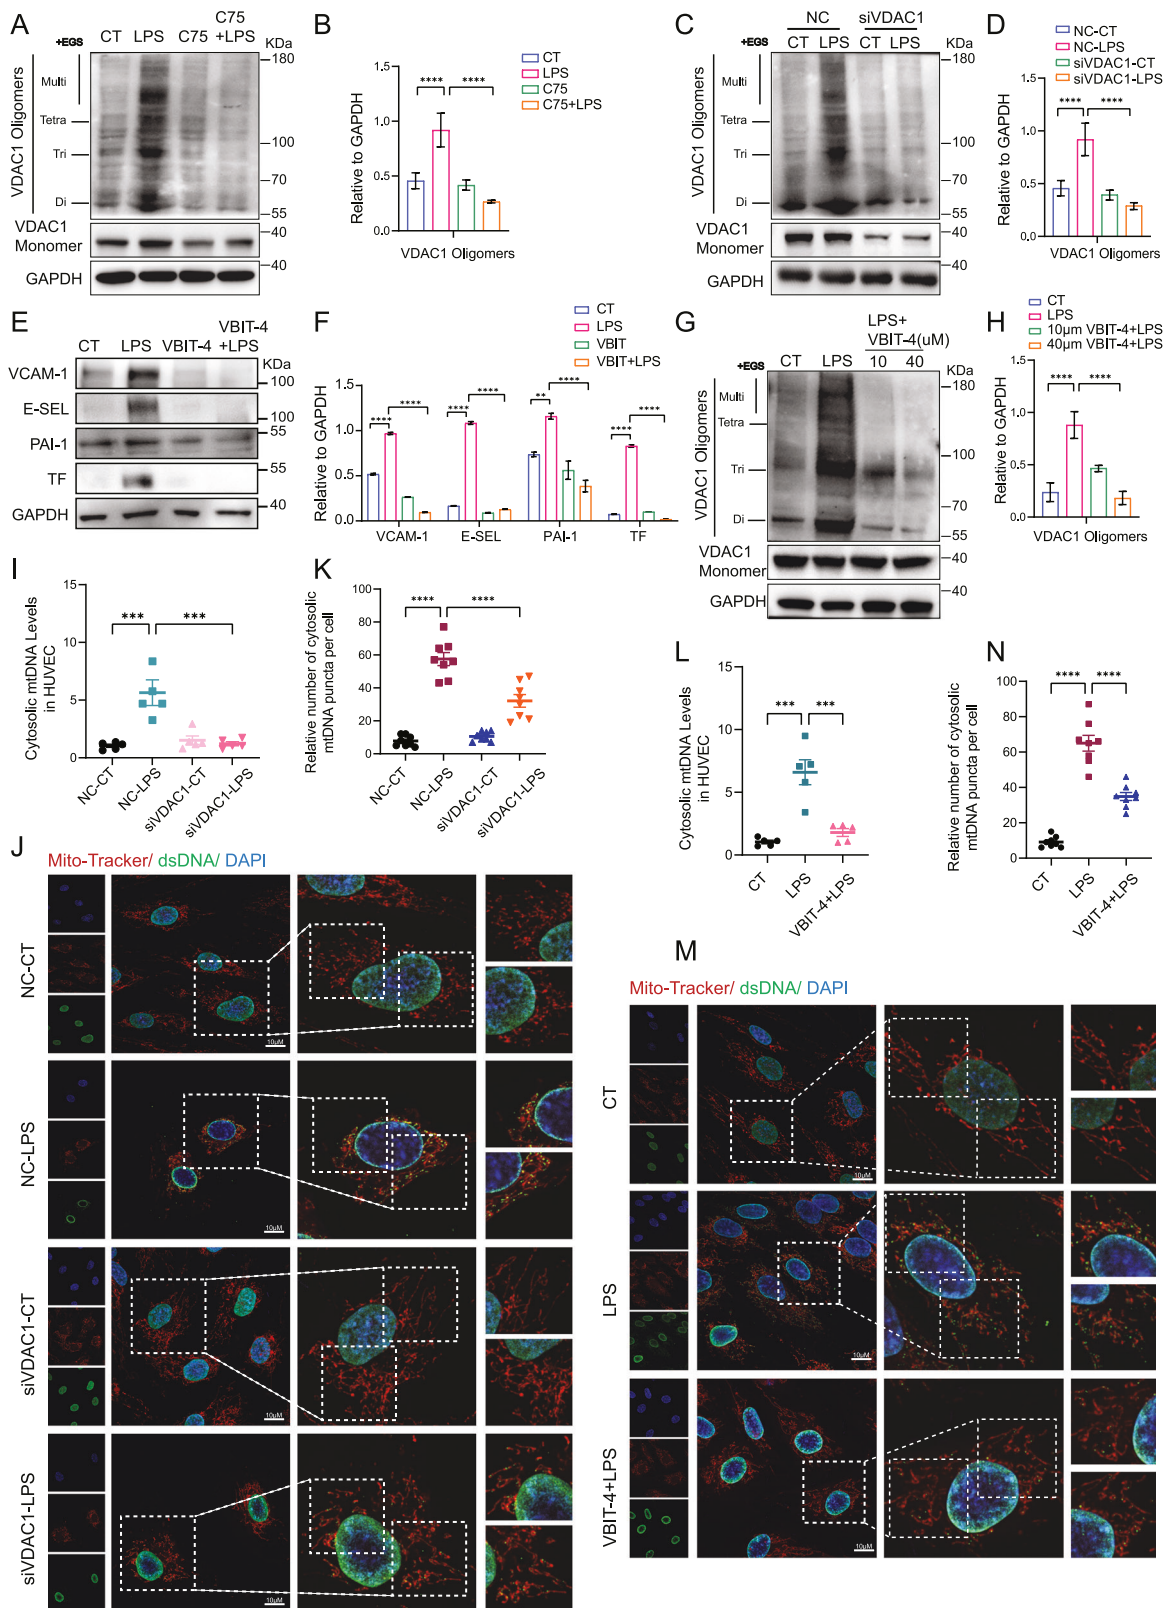 A
+EGS
CT LPS C75 C75 +LPS
KDa
VDAC1 Oligomers
Multi
Tetra
Tri
Di
180
100
70
55
VDAC1 Monomer
40
GAPDH
40
B
CT
LPS
C75
C75+LPS
Relative to GAPDH
1.5
1.0
0.5
0.0
****
****
VDAC1 Oligomers
C
NC siVDAC1
+EGS
CT LPS CT LPS
KDa
VDAC1 Oligomers
Multi
Tetra
Tri
Di
180
100
70
55
VDAC1 Monomer
40
GAPDH
40
D
NC-CT
NC-LPS
siVDAC1-CT
siVDAC1-LPS
Relative to GAPDH
1.5
1.0
0.5
0.0
****
****
VDAC1 Oligomers
E
CT LPS VBIT-4 VBIT-4 +LPS
KDa
VCAM-1
100
E-SEL
100
PAI-1
55
TF
55
GAPDH
40
F
CT
LPS
VBIT
VBIT+LPS
Relative to GAPDH
1.5
1.0
0.5
0.0
**** ****
**** ****
** ****
**** ****
VCAM-1 E-SEL PAI-1 TF
G
LPS+
VBIT-4(uM)
+EGS
CT LPS 10 40
KDa
VDAC1 Oligomers
Multi
Tetra
Tri
Di
180
100
70
55
VDAC1 Monomer
40
GAPDH
40
H
CT
LPS
10μm VBIT-4+LPS
40μm VBIT-4+LPS
Relative to GAPDH
1.5
1.0
0.5
0.0
****
****
VDAC1 Oligomers
I
Cytosolic mtDNA Levels
in HUVEC
15
10
5
0
***
***
NC-CT
NC-LPS
siVDAC1-CT
siVDAC1-LPS
K
Relative number of cytosolic
mtDNA puncta per cell
100
80
60
40
20
0
****
****
NC-CT
NC-LPS
siVDAC1-CT
siVDAC1-LPS
L
Cytosolic mtDNA Levels
in HUVEC
15
10
5
0
***
***
CT
LPS
VBIT-4+LPS
N
Relative number of cytosolic
mtDNA puncta per cell
100
80
60
40
20
0
****
****
CT
LPS
VBIT-4+LPS
J
Mito-Tracker/ dsDNA/ DAPI
NC-CT
10μM
NC-LPS
10μM
siVDAC1-CT
10μM
siVDAC1-LPS
10μM
M
Mito-Tracker/ dsDNA/ DAPI
CT
10μM
LPS
10μM
VBIT-4+LPS
10μM